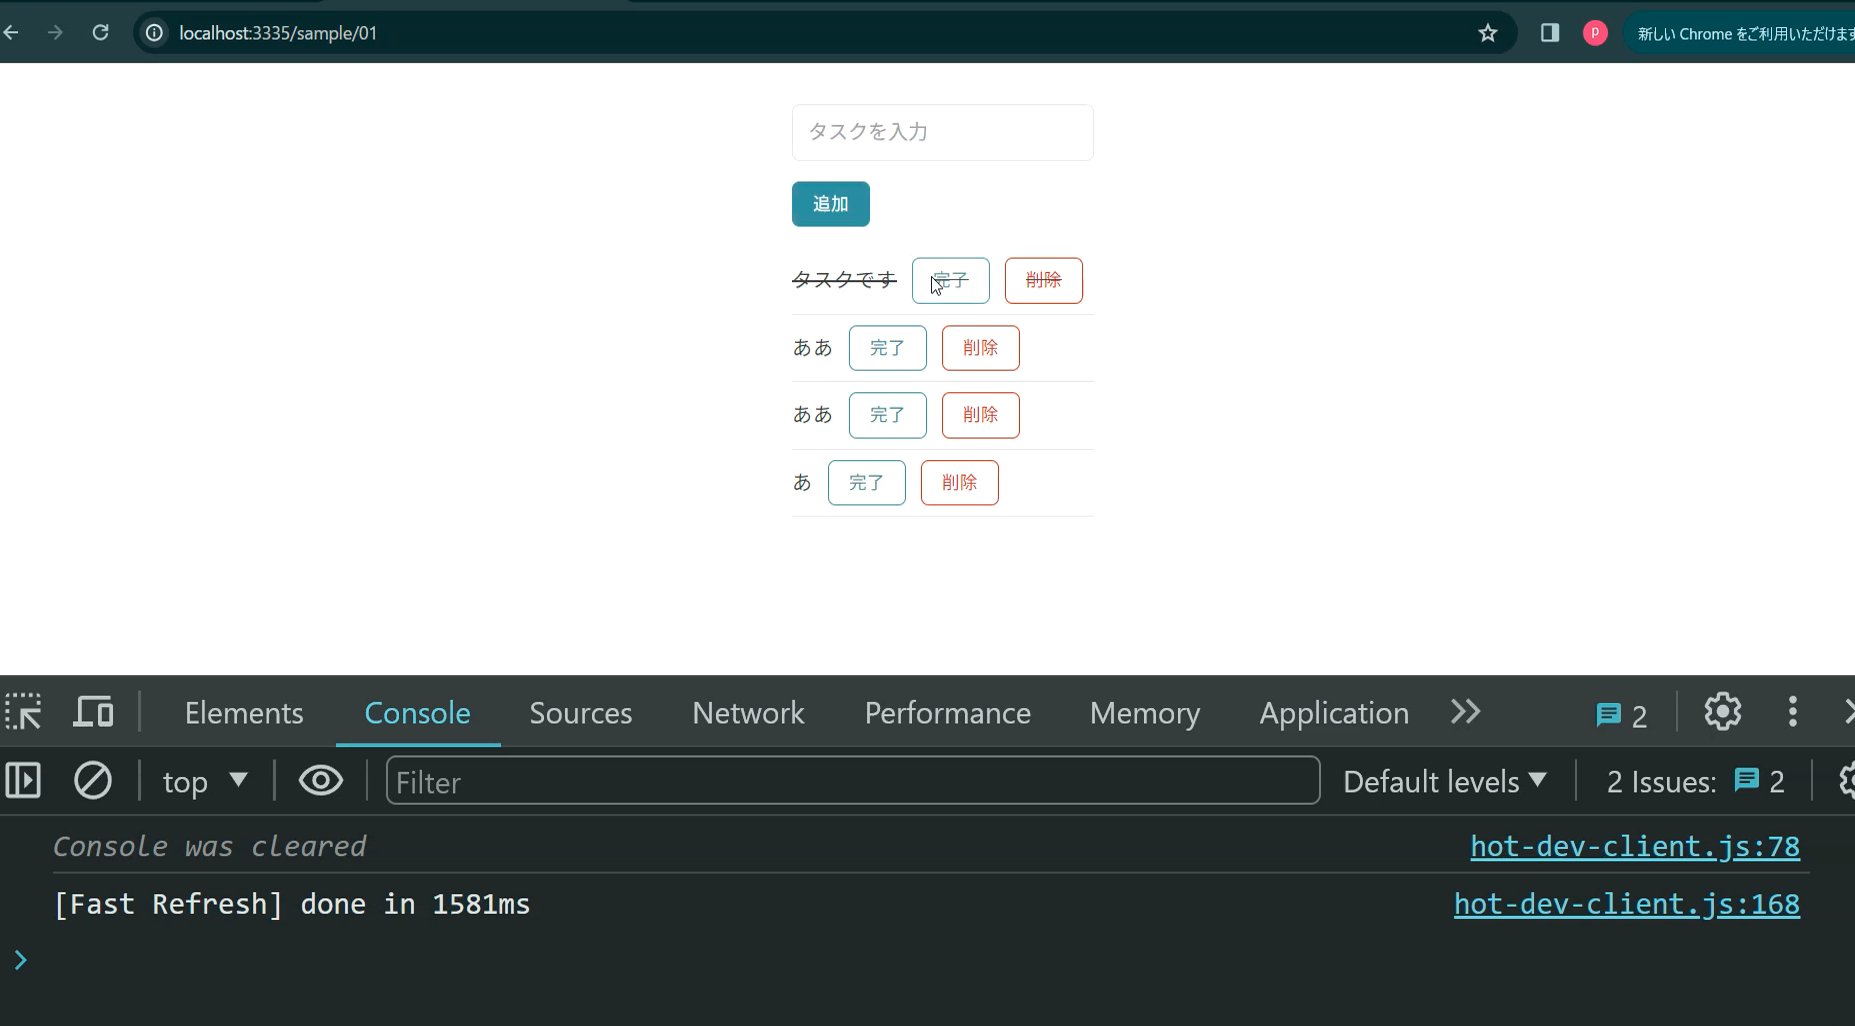 localhost:3335/sample/01
P
新しい Chrome をご利用いただけます
タスクを入力
追加
タスクです 完了 削除
ああ 完了 削除
ああ 完了 削除
あ 完了 削除
Elements Console Sources Network Performance Memory Application 2
top Filter Default levels 2 Issues: 2
Console was cleared hot-dev-client.js:78
[Fast Refresh] done in 1581ms hot-dev-client.js:168